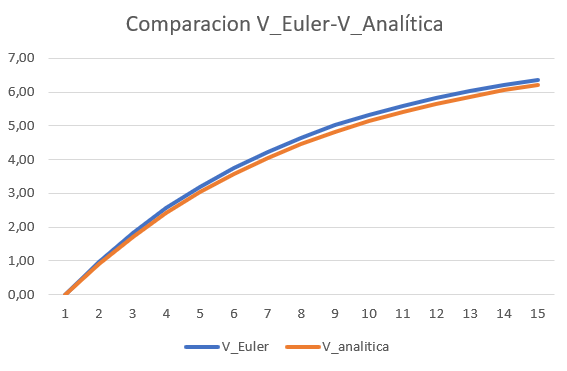 Comparacion V_Euler-V_Analítica
7,00
6,00
5,00
4,00
3,00
2,00
1,00
0,00
1 2 3 4 5 6 7 8 9 10 11 12 13 14 15
V_Euler V_analitica